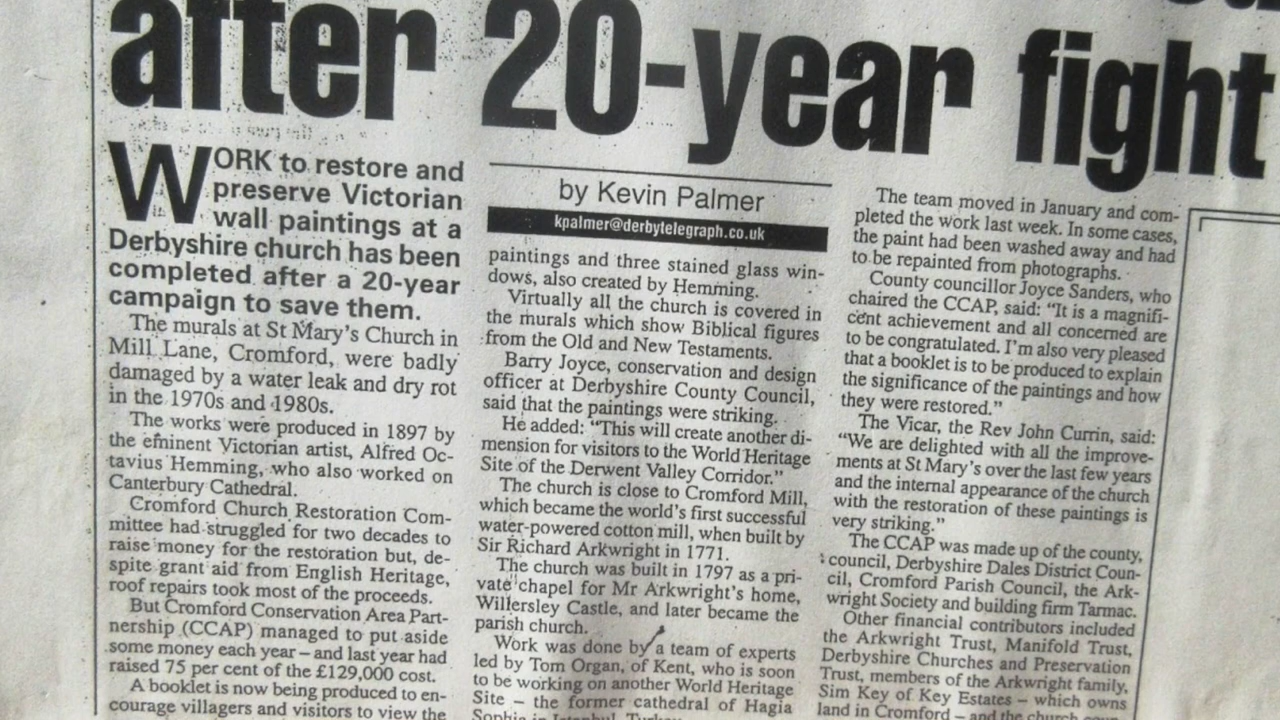 after 20-year fight
WORK to restore and
preserve Victorian
wall paintings at a
Derbyshire church has been
completed after a 20-year
campaign to save them.
The murals at St Mary's Church in
Mill Lane, Cromford, were badly
damaged by a water leak and dry rot
in the 1970s and 1980s.
The works were produced in 1897 by
the eminent Victorian artist, Alfred Oc-
tavius Hemming, who also worked on
Canterbury Cathedral.
Cromford Church Restoration Com-
mittee had struggled for two decades to
raise money for the restoration but, de-
spite grant aid from English Heritage,
roof repairs took most of the proceeds.
But Cromford Conservation Area Part-
nership (CCAP) managed to put aside
some money each year – and last year had
raised 75 per cent of the £129,000 cost.
A booklet is now being produced to en-
courage villagers and visitors to view the
by Kevin Palmer
kpalmer@derbytelegraph.co.uk
paintings and three stained glass win-
dows, also created by Hemming.
Virtually all the church is covered in
the murals which show Biblical figures
from the Old and New Testaments.
Barry Joyce, conservation and design
officer at Derbyshire County Council,
said that the paintings were striking.
He added: "This will create another di-
mension for visitors to the World Heritage
Site of the Derwent Valley Corridor."
The church is close to Cromford Mill,
which became the world's first successful
water-powered cotton mill, when built by
Sir Richard Arkwright in 1771.
The church was built in 1797 as a pri-
vate chapel for Mr Arkwright's home,
Willersley Castle, and later became the
parish church.
Work was done by a team of experts
led by Tom Organ, of Kent, who is soon
to be working on another World Heritage
Site – the former cathedral of Hagia
Sophia in Istanbul, Turkey
The team moved in January and com-
pleted the work last week. In some cases,
the paint had been washed away and had
to be repainted from photographs.
County councillor Joyce Sanders, who
chaired the CCAP, said: "It is a magnifi-
cent achievement and all concerned are
to be congratulated. I'm also very pleased
that a booklet is to be produced to explain
the significance of the paintings and how
they were restored."
The Vicar, the Rev John Currin, said:
"We are delighted with all the improve-
ments at St Mary's over the last few years
and the internal appearance of the church
with the restoration of these paintings is
very striking."
The CCAP was made up of the county,
council, Derbyshire Dales District Coun-
cil, Cromford Parish Council, the Ark-
wright Society and building firm Tarmac.
Other financial contributors included
the Arkwright Trust, Manifold Trust,
Derbyshire Churches and Preservation
Trust, members of the Arkwright family,
Sim Key of Key Estates – which owns
land in Cromford – and the church